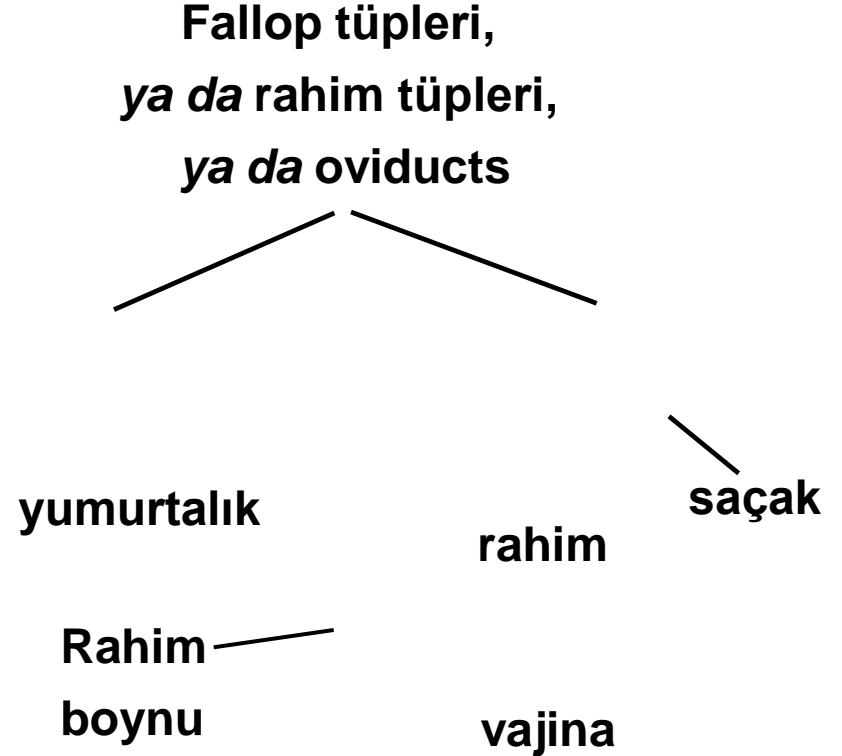 Fallop tüpleri,
ya da rahim tüpleri,
ya da oviducts
yumurtalık
saçak
rahim
Rahim
boynu
vajina